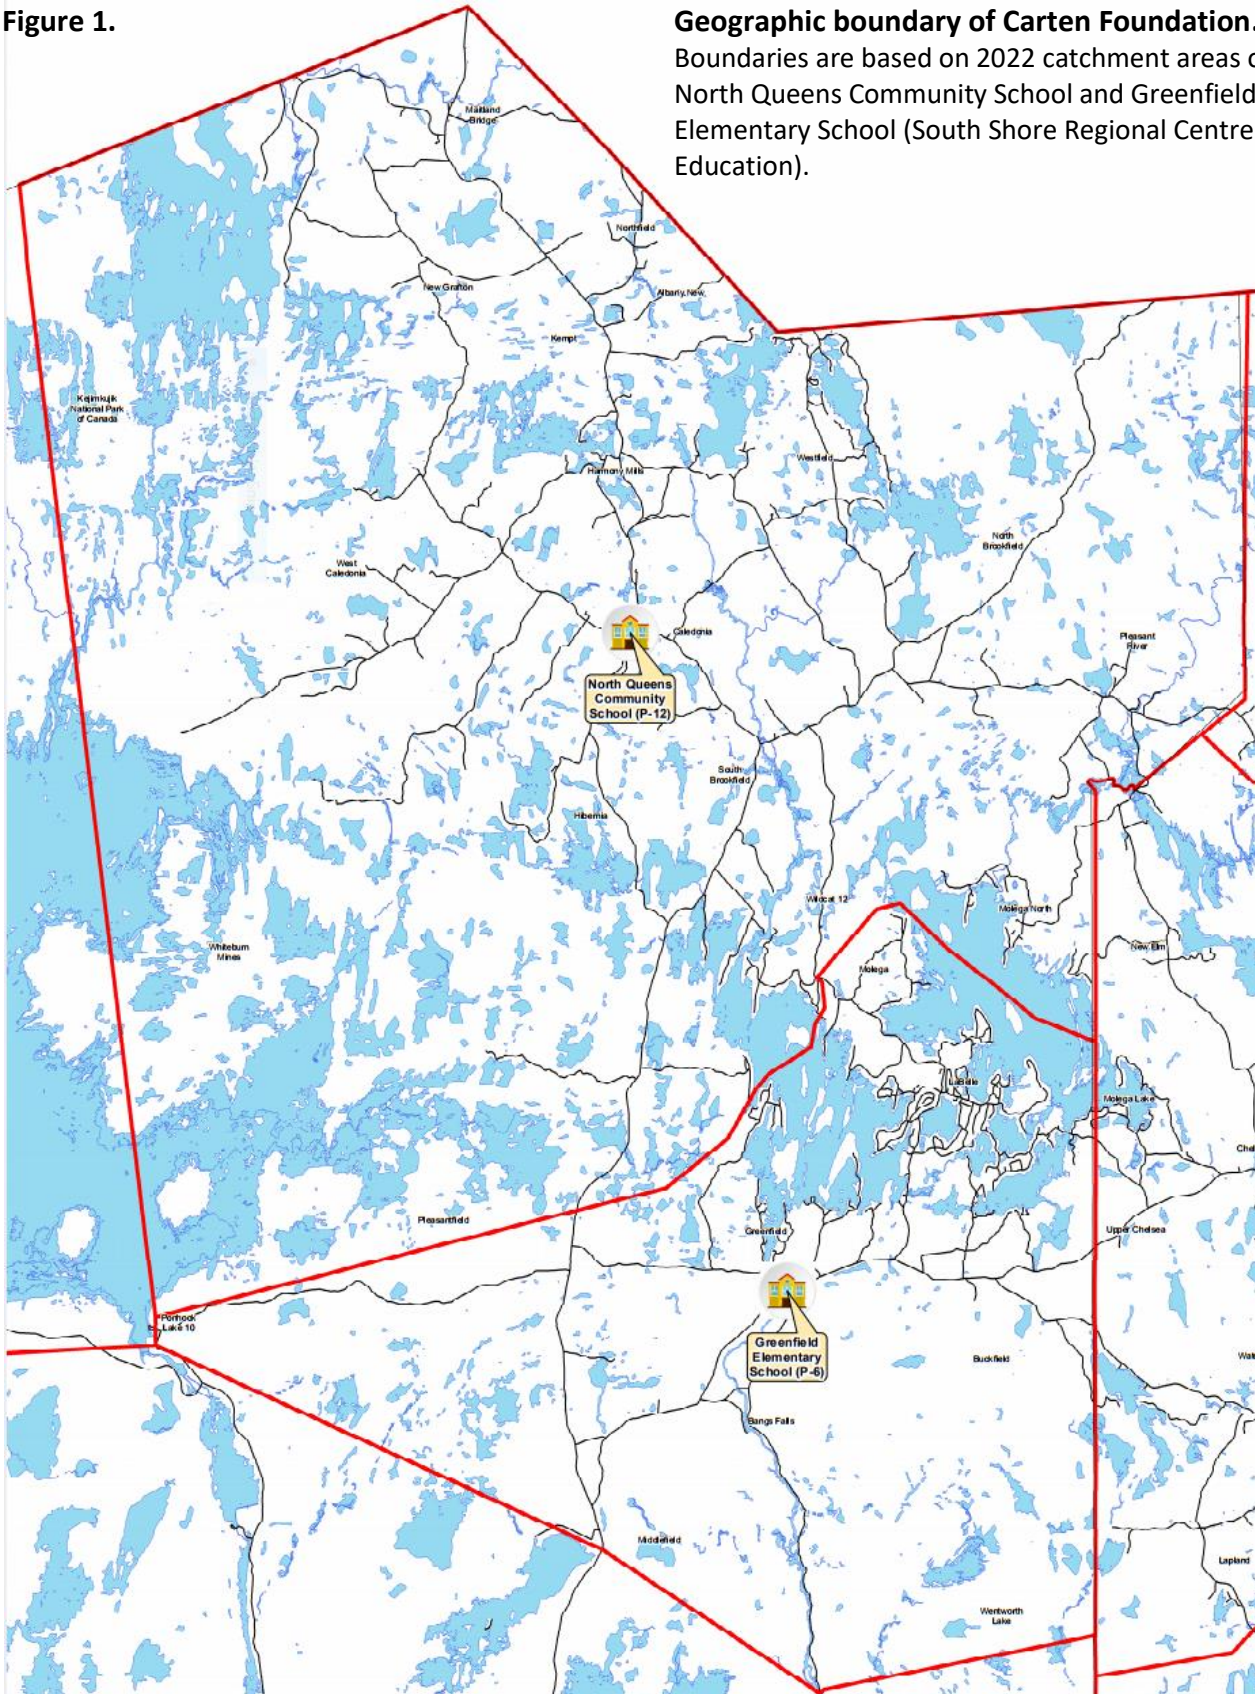 Figure 1.
Geographic boundary of Carten Foundation.
Boundaries are based on 2022 catchment areas
North Queens Community School and Greenfield
Elementary School (South Shore Regional Centre
Education).
Maitland
Bridge
Northfield
New Grafton
Albany New
Kempt
Kejimkujik
National Park
of Canada
Westfield
Harmony Mills
North
Brookfield
West
Caledonia
Caledonia
Pleasant
River
North Queens
Community
School (P-12)
South
Brookfield
Hibernia
Wildcat 12
Molega North
Whiteburn
Mines
New Elm
Molega
LaBelle
Molega Lake
Pleasantfield
Greenfield
Upper Chelsea
Ponhook
Lake 10
Greenfield
Elementary
School (P-6)
Buckfield
Bangs Falls
Middlefield
Lapland
Wentworth
Lake